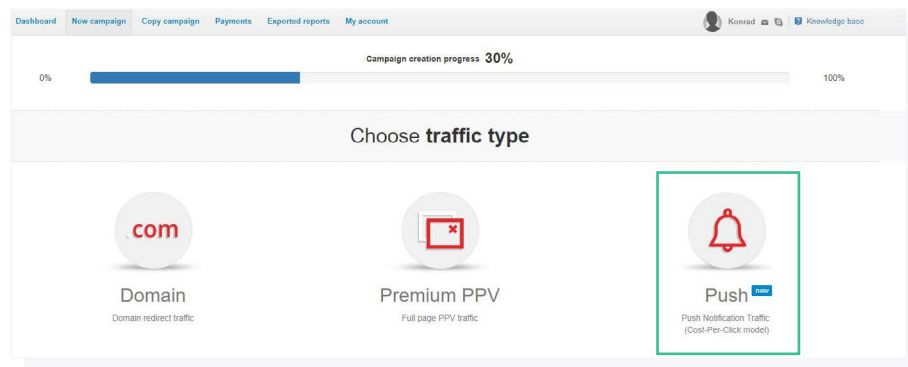 Dashboard New campaign Copy campaign Payments Exported reports My account Konrad Knowledge base
Campaign creation progress 30%
0% 100%
Choose traffic type
.com
Domain
Domain redirect traffic
Premium PPV
Full page PPV traffic
Push new
Push Notification Traffic
(Cost-Per-Click model)